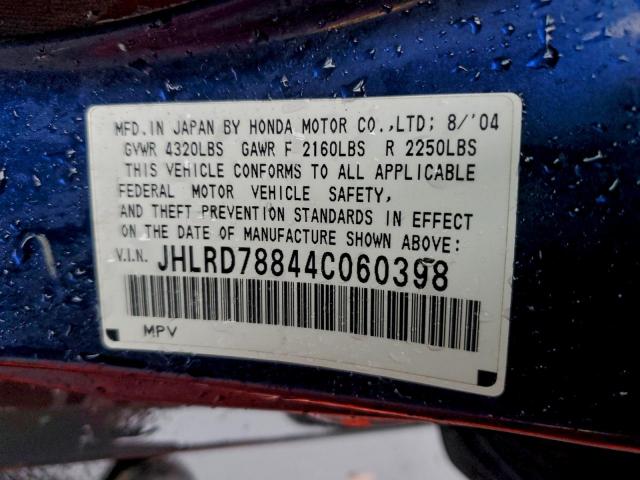 MFD. IN JAPAN BY HONDA MOTOR CO.,LTD; 8/'04
GVWR 4320LBS GAWR F 2160LBS R 2250LBS
THIS VEHICLE CONFORMS TO ALL APPLICABLE
FEDERAL MOTOR VEHICLE SAFETY,
AND THEFT PREVENTION STANDARDS IN EFFECT
ON THE DATE OF MANUFACTURE SHOWN ABOVE:
V.I.N. JHLRD78844C060398
MPV